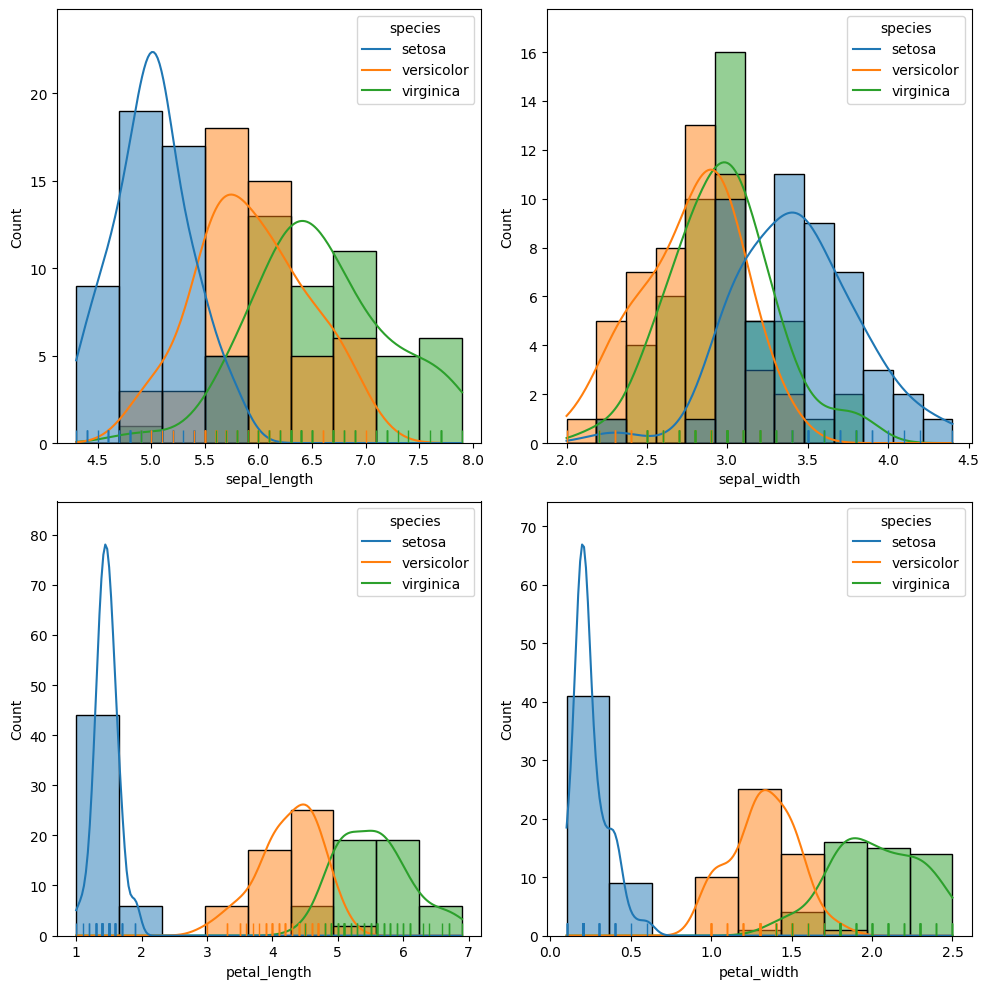 species
setosa
versicolor
virginica
20
15
10
5
0
Count
4.5 5.0 5.5 6.0 6.5 7.0 7.5 8.0
sepal_length
species
setosa
versicolor
virginica
16
14
12
10
8
6
4
2
0
Count
2.0 2.5 3.0 3.5 4.0 4.5
sepal_width
species
setosa
versicolor
virginica
80
70
60
50
40
30
20
10
0
Count
1 2 3 4 5 6 7
petal_length
species
setosa
versicolor
virginica
70
60
50
40
30
20
10
0
Count
0.0 0.5 1.0 1.5 2.0 2.5
petal_width